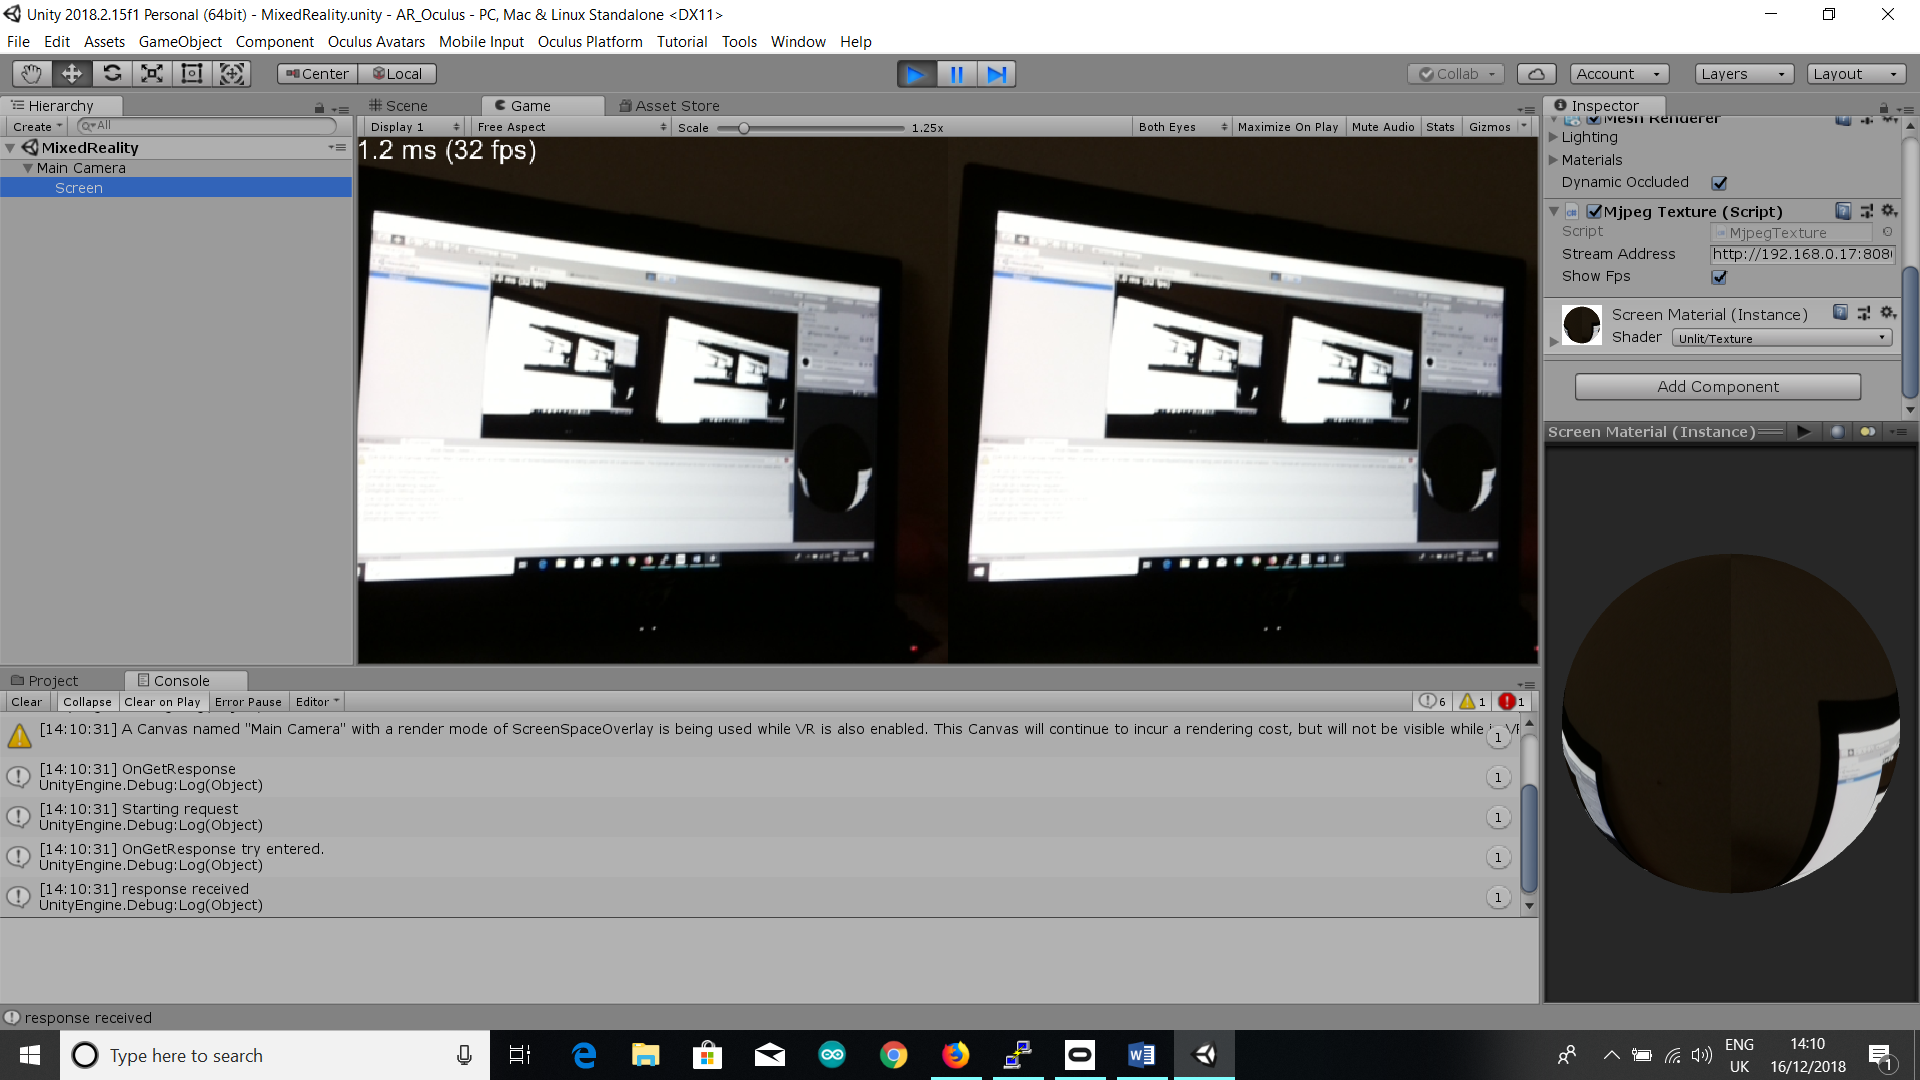 Unity 2018.2.15f1 Personal (64bit) - MixedReality.unity - AR_Oculus - PC, Mac & Linux Standalone <DX11>
File Edit Assets GameObject Component Oculus Avatars Mobile Input Oculus Platform Tutorial Tools Window Help
Center Local Collab Account Layers Layout
Hierarchy
Create All
MixedReality
Main Camera
Screen
Scene Game Asset Store
Display 1 Free Aspect Scale 1.25x Both Eyes Maximize On Play Mute Audio Stats Gizmos
1.2 ms (32 fps)
Inspector
Mesh Renderer
Lighting
Materials
Dynamic Occluded
Mjpeg Texture (Script)
Script MjpegTexture
Stream Address http://192.168.0.17:808
Show Fps
Screen Material (Instance)
Shader Unlit/Texture
Add Component
Screen Material (Instance)
Project Console
Clear Collapse Clear on Play Error Pause Editor 6 1 1
[14:10:31] A Canvas named "Main Camera" with a render mode of ScreenSpaceOverlay is being used while VR is also enabled. This Canvas will continue to incur a rendering cost, but will not be visible while 1
[14:10:31] OnGetResponse
UnityEngine.Debug:Log(Object) 1
[14:10:31] Starting request
UnityEngine.Debug:Log(Object) 1
[14:10:31] OnGetResponse try entered.
UnityEngine.Debug:Log(Object) 1
[14:10:31] response received
UnityEngine.Debug:Log(Object) 1
response received
Type here to search
ENG
UK
14:10
16/12/2018
1